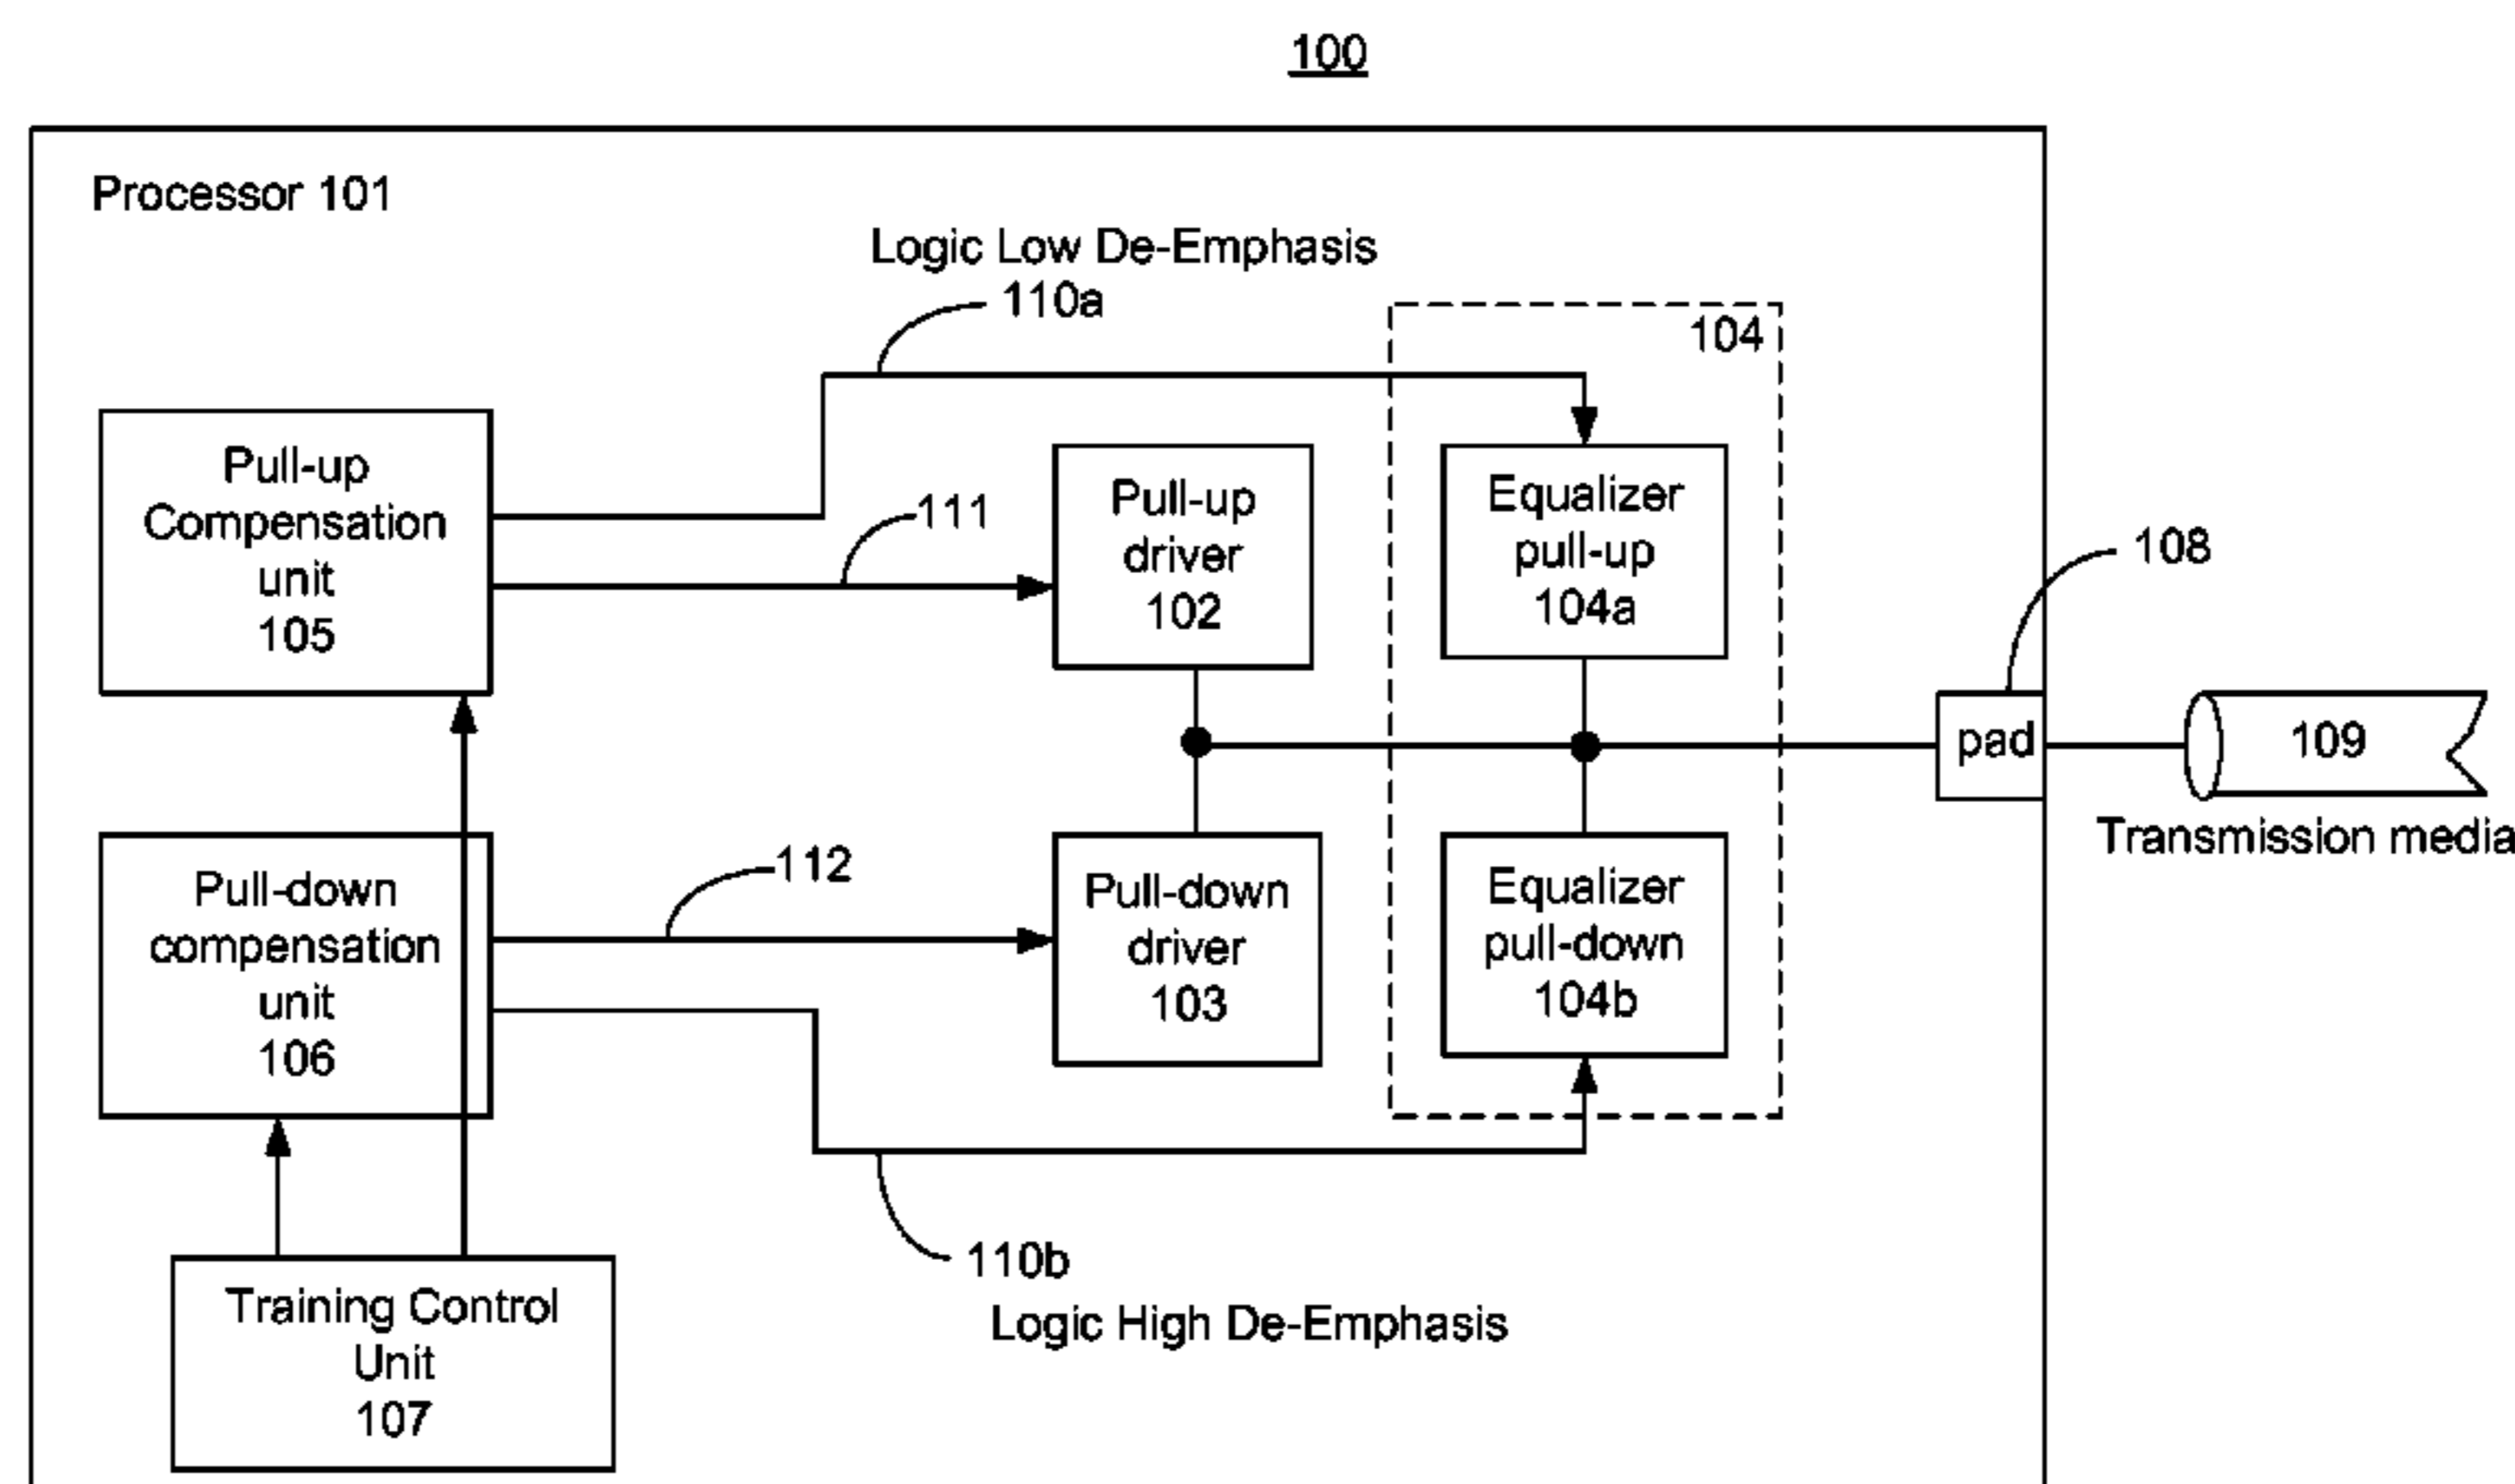 100
Processor 101
Logic Low De-Emphasis
110a
104
Pull-up
Compensation
unit
105
111
Pull-up
driver
102
Equalizer
pull-up
104a
108
pad
109
Transmission media
Pull-down
compensation
unit
106
112
Pull-down
driver
103
Equalizer
pull-down
104b
110b
Logic High De-Emphasis
Training Control
Unit
107